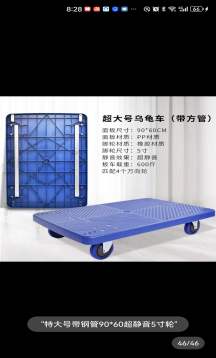 8:28
66
超大号乌龟车（带方管）
面板尺寸：90*60CM
面板材质：PP材质
脚轮材质：橡胶材质
脚轮尺寸：5寸
静音效果：超静音
板车载重：600斤
匹配4个万向轮
"特大号带钢管90*60超静音5寸轮"
46/46